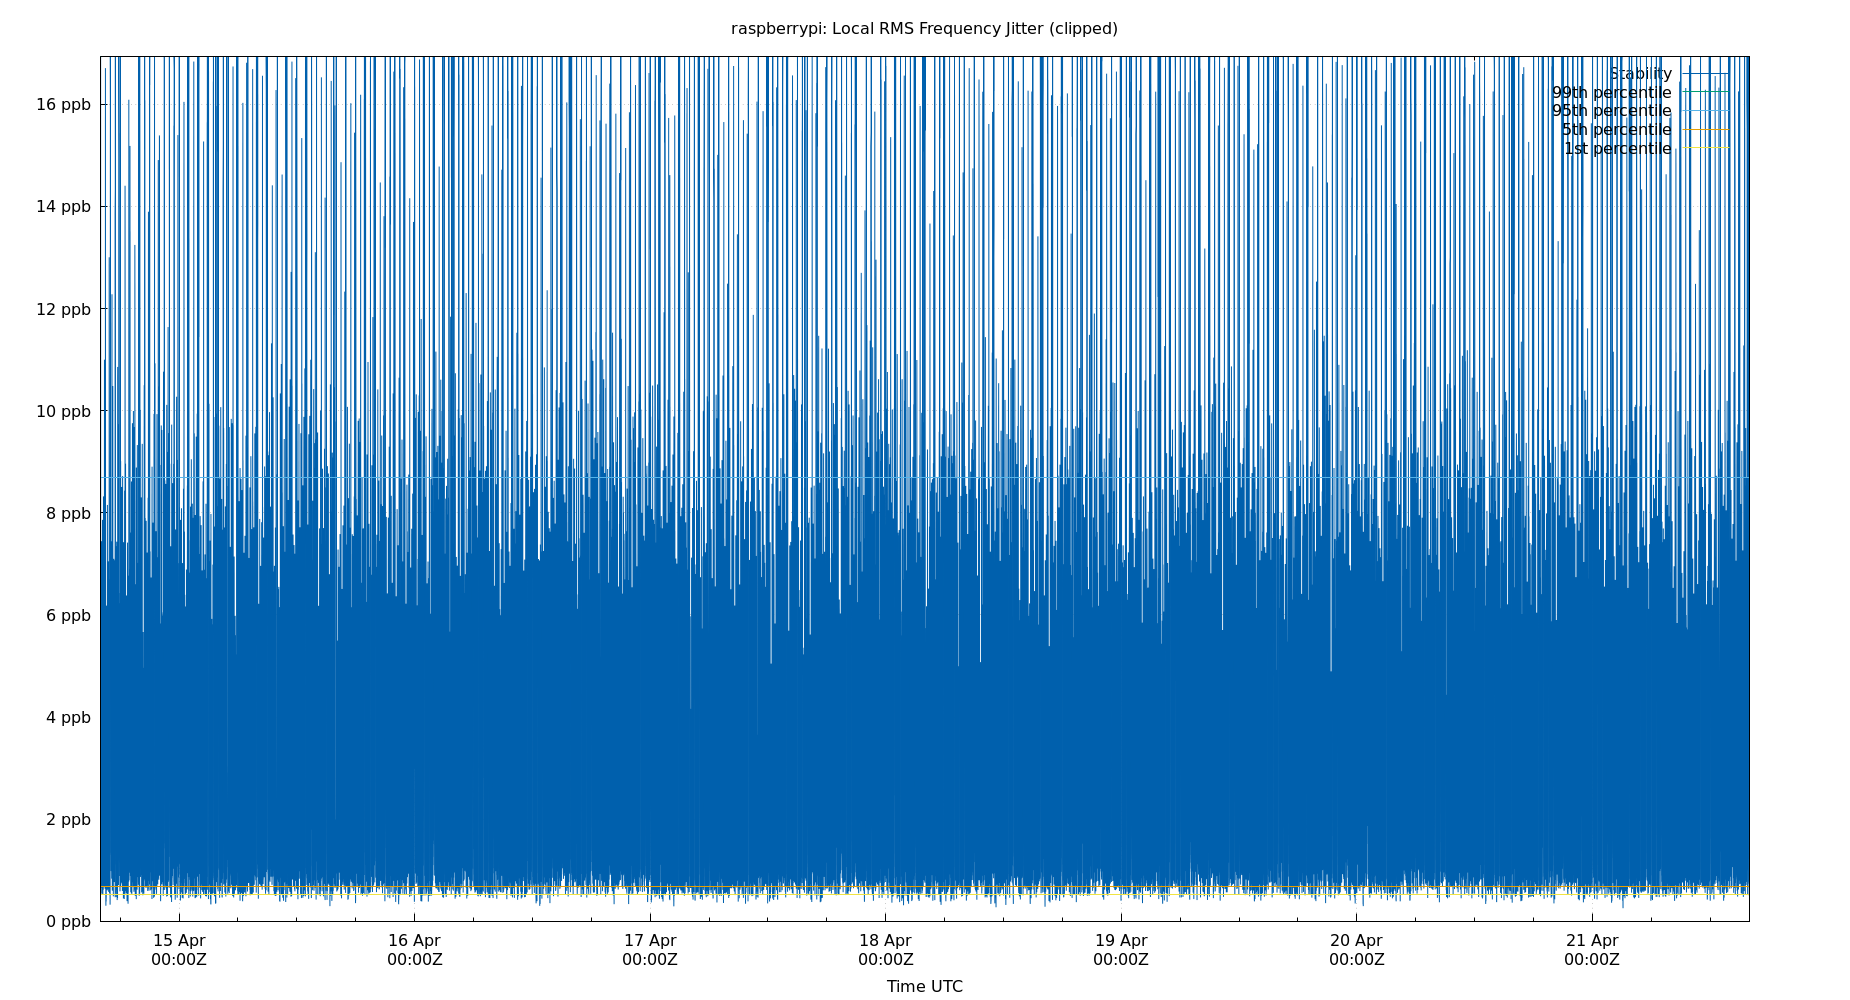 raspberrypi: Local RMS Frequency Jitter (clipped)
Stability
99th percentile
95th percentile
5th percentile
1st percentile
16 ppb
14 ppb
12 ppb
10 ppb
8 ppb
6 ppb
4 ppb
2 ppb
0 ppb
15 Apr 16 Apr 17 Apr 18 Apr 19 Apr 20 Apr 21 Apr
00:00Z 00:00Z 00:00Z 00:00Z 00:00Z 00:00Z 00:00Z
Time UTC